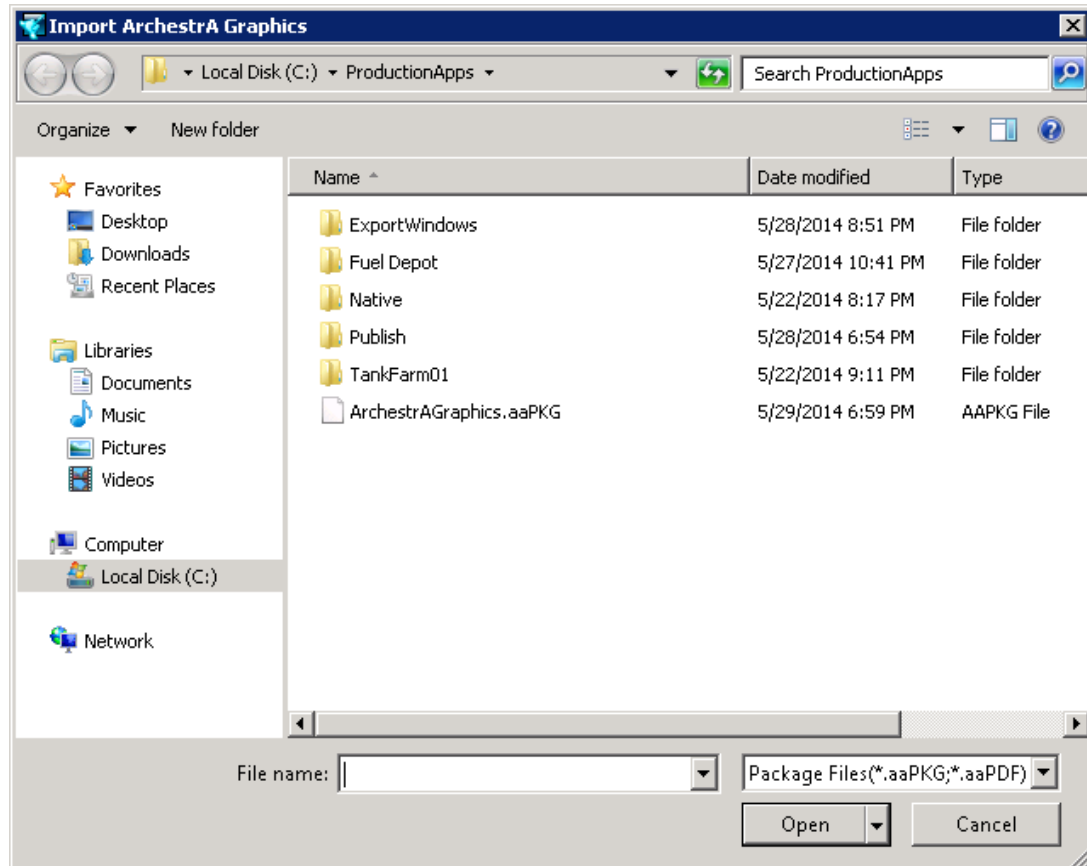 Import ArchestrA Graphics
Local Disk (C:) ProductionApps
Search ProductionApps
Organize New folder
Favorites
Desktop
Downloads
Recent Places
Libraries
Documents
Music
Pictures
Videos
Computer
Local Disk (C:)
Network
Name Date modified Type
ExportWindows 5/28/2014 8:51 PM File folder
Fuel Depot 5/27/2014 10:41 PM File folder
Native 5/22/2014 8:17 PM File folder
Publish 5/28/2014 6:54 PM File folder
TankFarm01 5/22/2014 9:11 PM File folder
ArchestrAGraphics.aaPKG 5/29/2014 6:59 PM AAPKG File
File name: Package Files(*.aaPKG;*.aaPDF)
Open Cancel